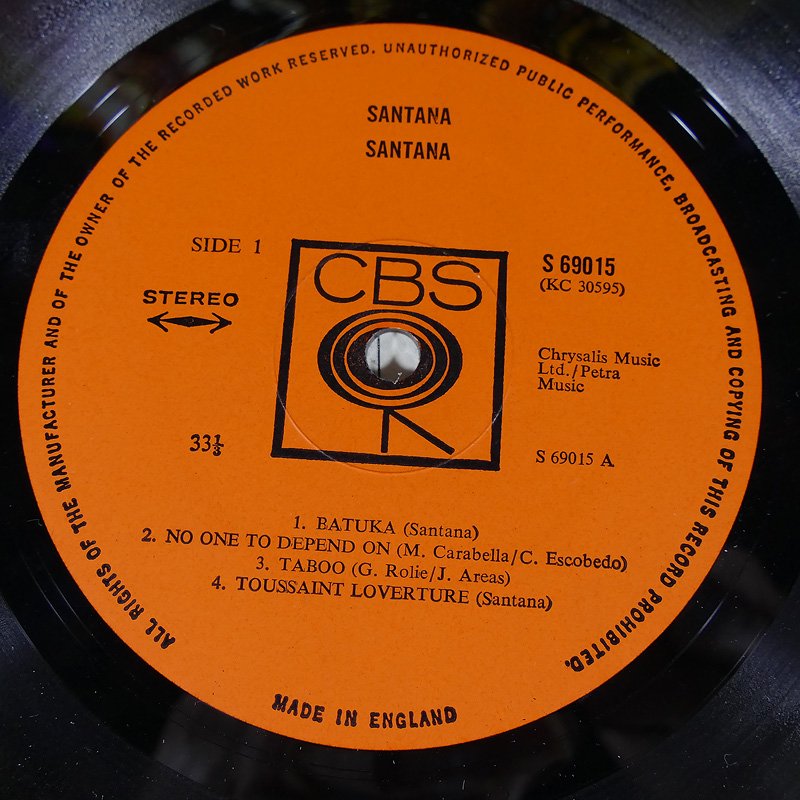 ALL RIGHTS OF THE MANUFACTURER AND OF THE OWNER OF THE RECORDED WORK RESERVED. UNAUTHORIZED PUBLIC PERFORMANCE, BROADCASTING AND COPYING OF THIS RECORD PROHIBITED.
SANTANA
SANTANA
SIDE 1
STEREO
33⅓
CBS
S 69015
(KC 30595)
Chrysalis Music
Ltd./Petra
Music
S 69015 A
1. BATUKA (Santana)
2. NO ONE TO DEPEND ON (M. Carabella/C. Escobedo)
3. TABOO (G. Rolie/J. Areas)
4. TOUSSAINT LOVERTURE (Santana)
MADE IN ENGLAND